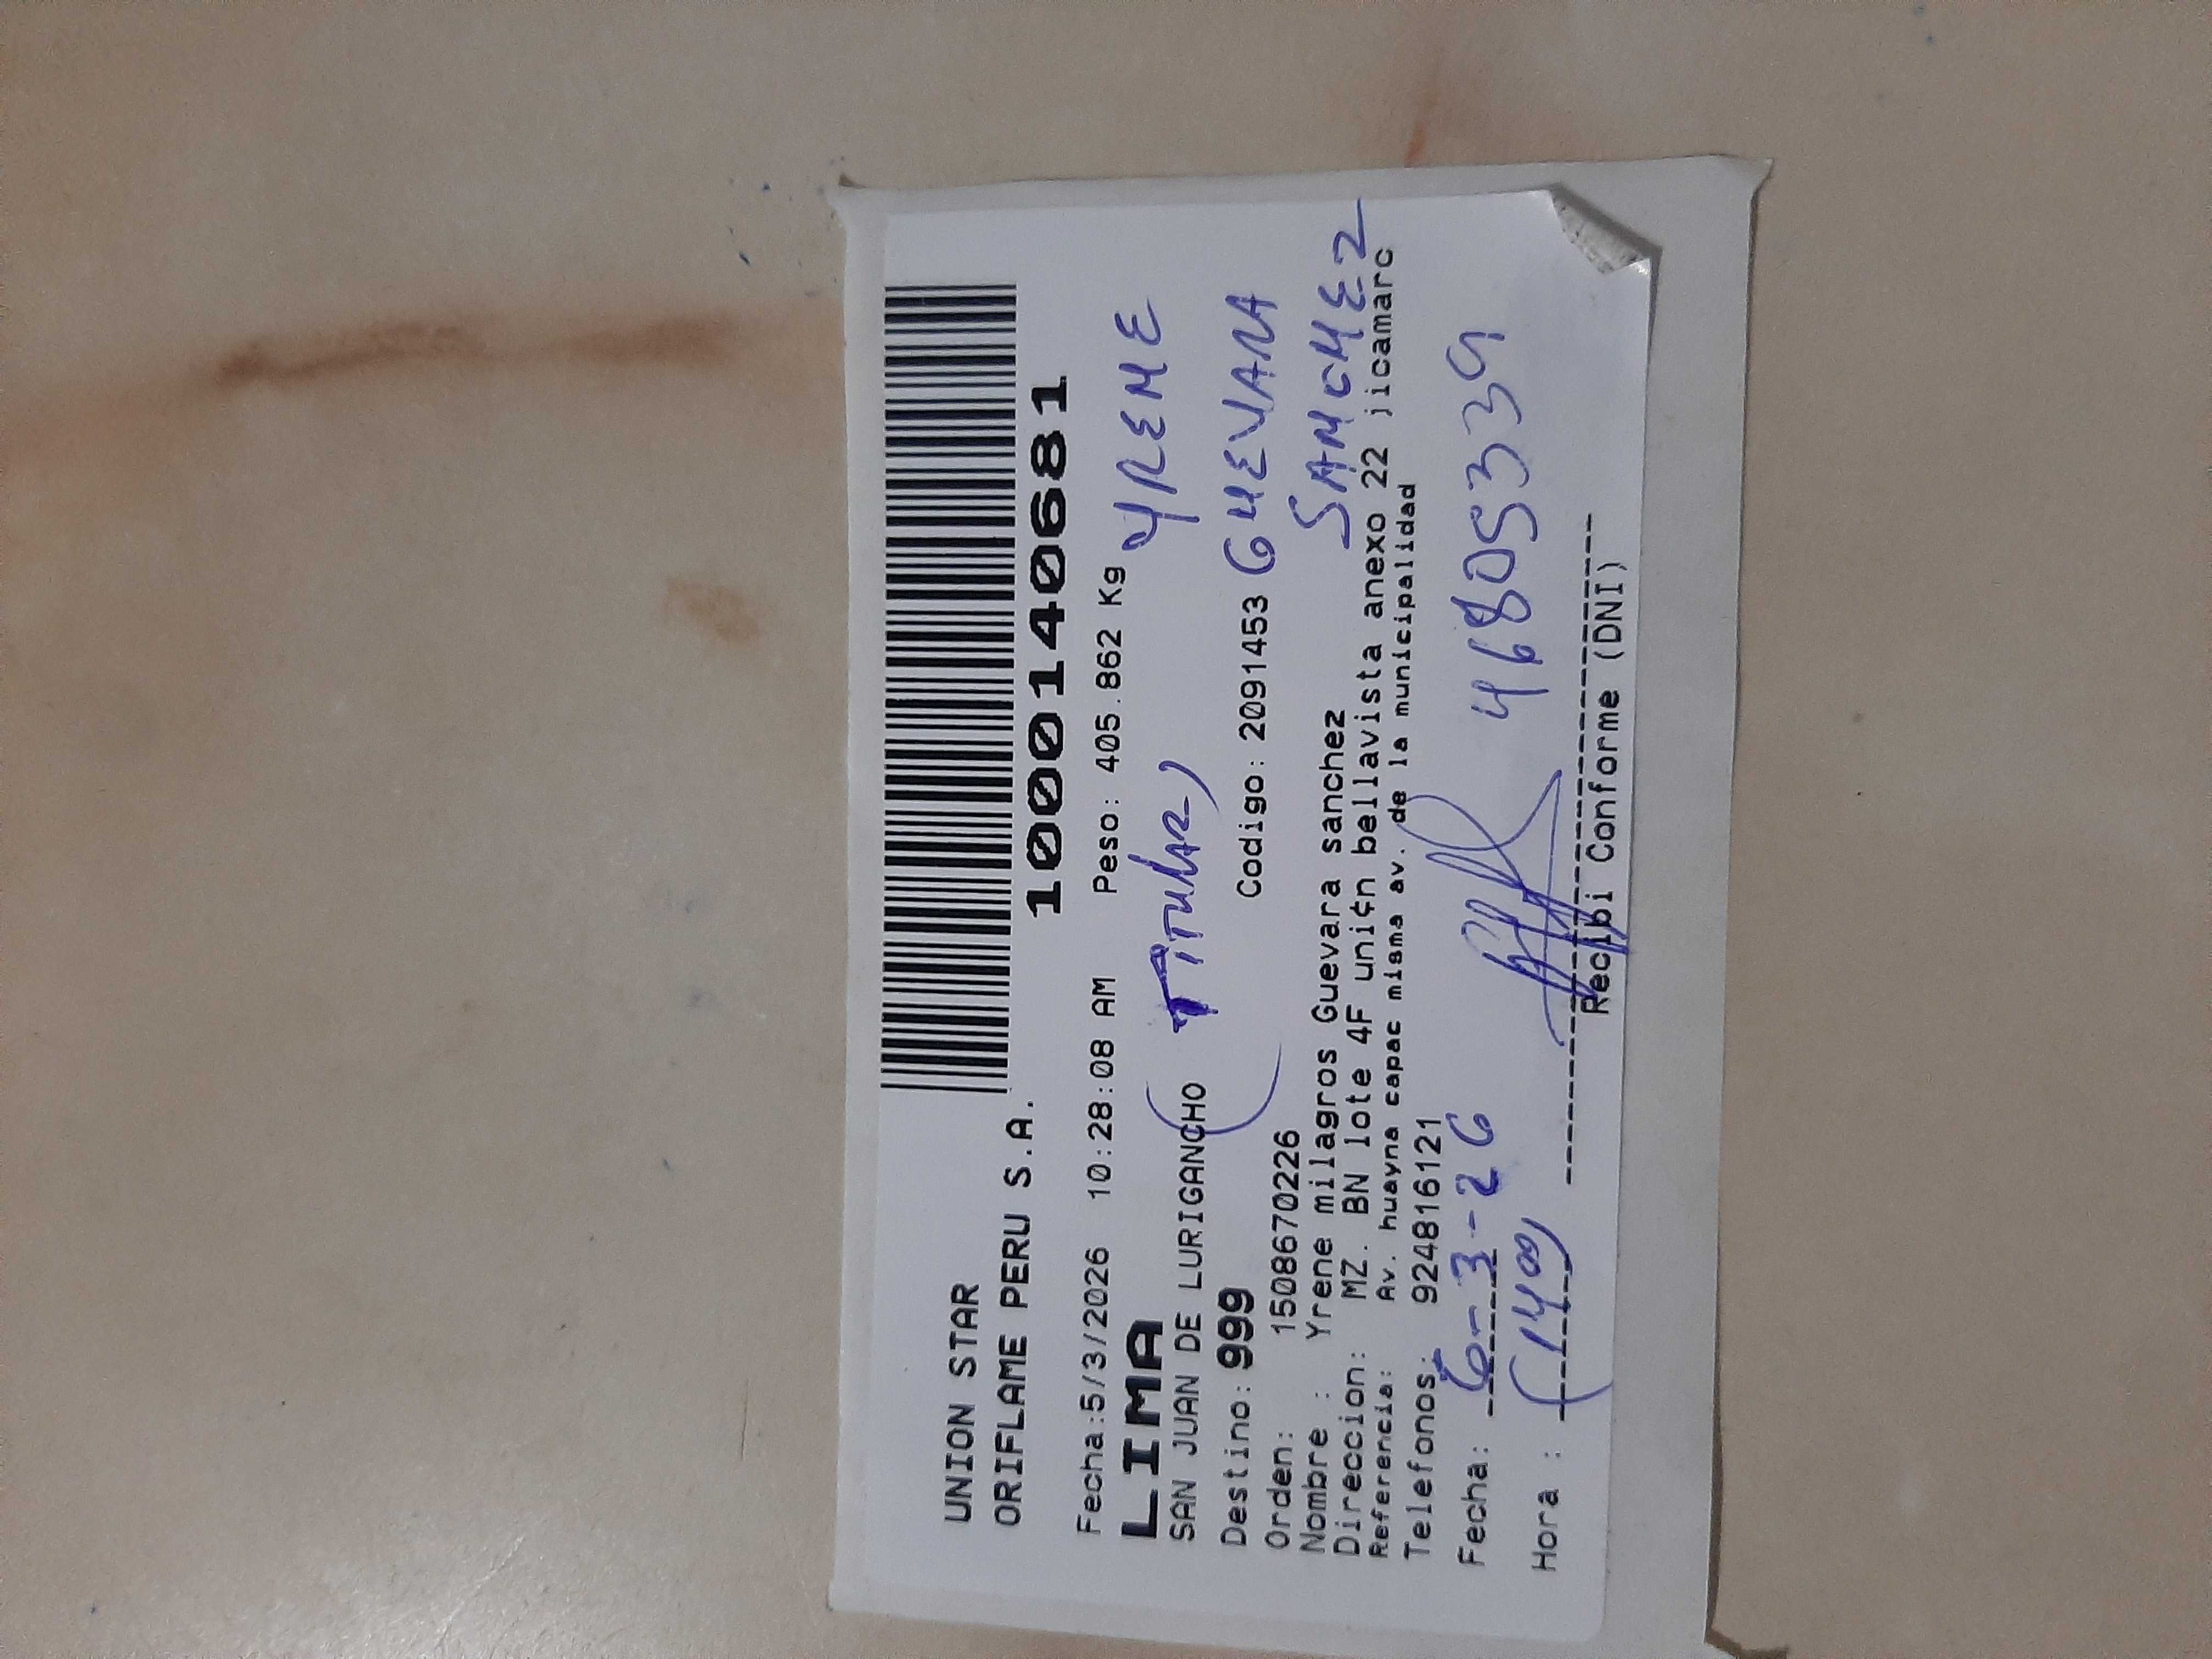 UNION STAR
ORIFLAME PERU S.A.
1000140681
Fecha:5/3/2026 10:28:08 AM Peso: 405.862 Kg YRENE
LIMA
SAN JUAN DE LURIGANCHO (TITULAR)
Destino: 999 Codigo: 2091453 GUEVARA
Orden: 1508670226
SANCHEZ
Nombre : Yrene milagros Guevara sanchez
Direccion: MZ. BN lote 4F uni¢n bellavista anexo 22 jicamarc
Referencia: Av. huayna capac misma av. de la municipalidad
Telefonos: 924816121
Fecha: 6-3-26 46805339
Hora : (1400)
Recibi Conforme (DNI)